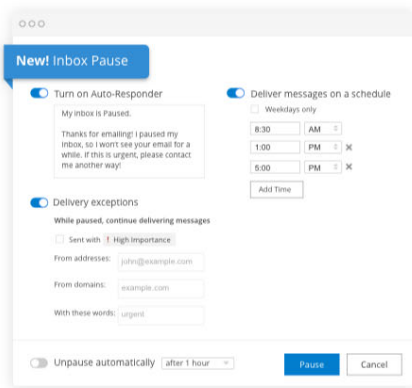 New! Inbox Pause
Turn on Auto-Responder
My inbox is Paused.
Thanks for emailing! I paused my
inbox, so I won't see your email for a
while. If this is urgent, please contact
me another way!
Delivery exceptions
While paused, continue delivering messages
Sent with ! High Importance
From addresses: john@example.com
From domains: example.com
With these words: urgent
Deliver messages on a schedule
Weekdays only
8:30 AM
1:00 PM
5:00 PM
Add Time
Unpause automatically after 1 hour
Pause Cancel